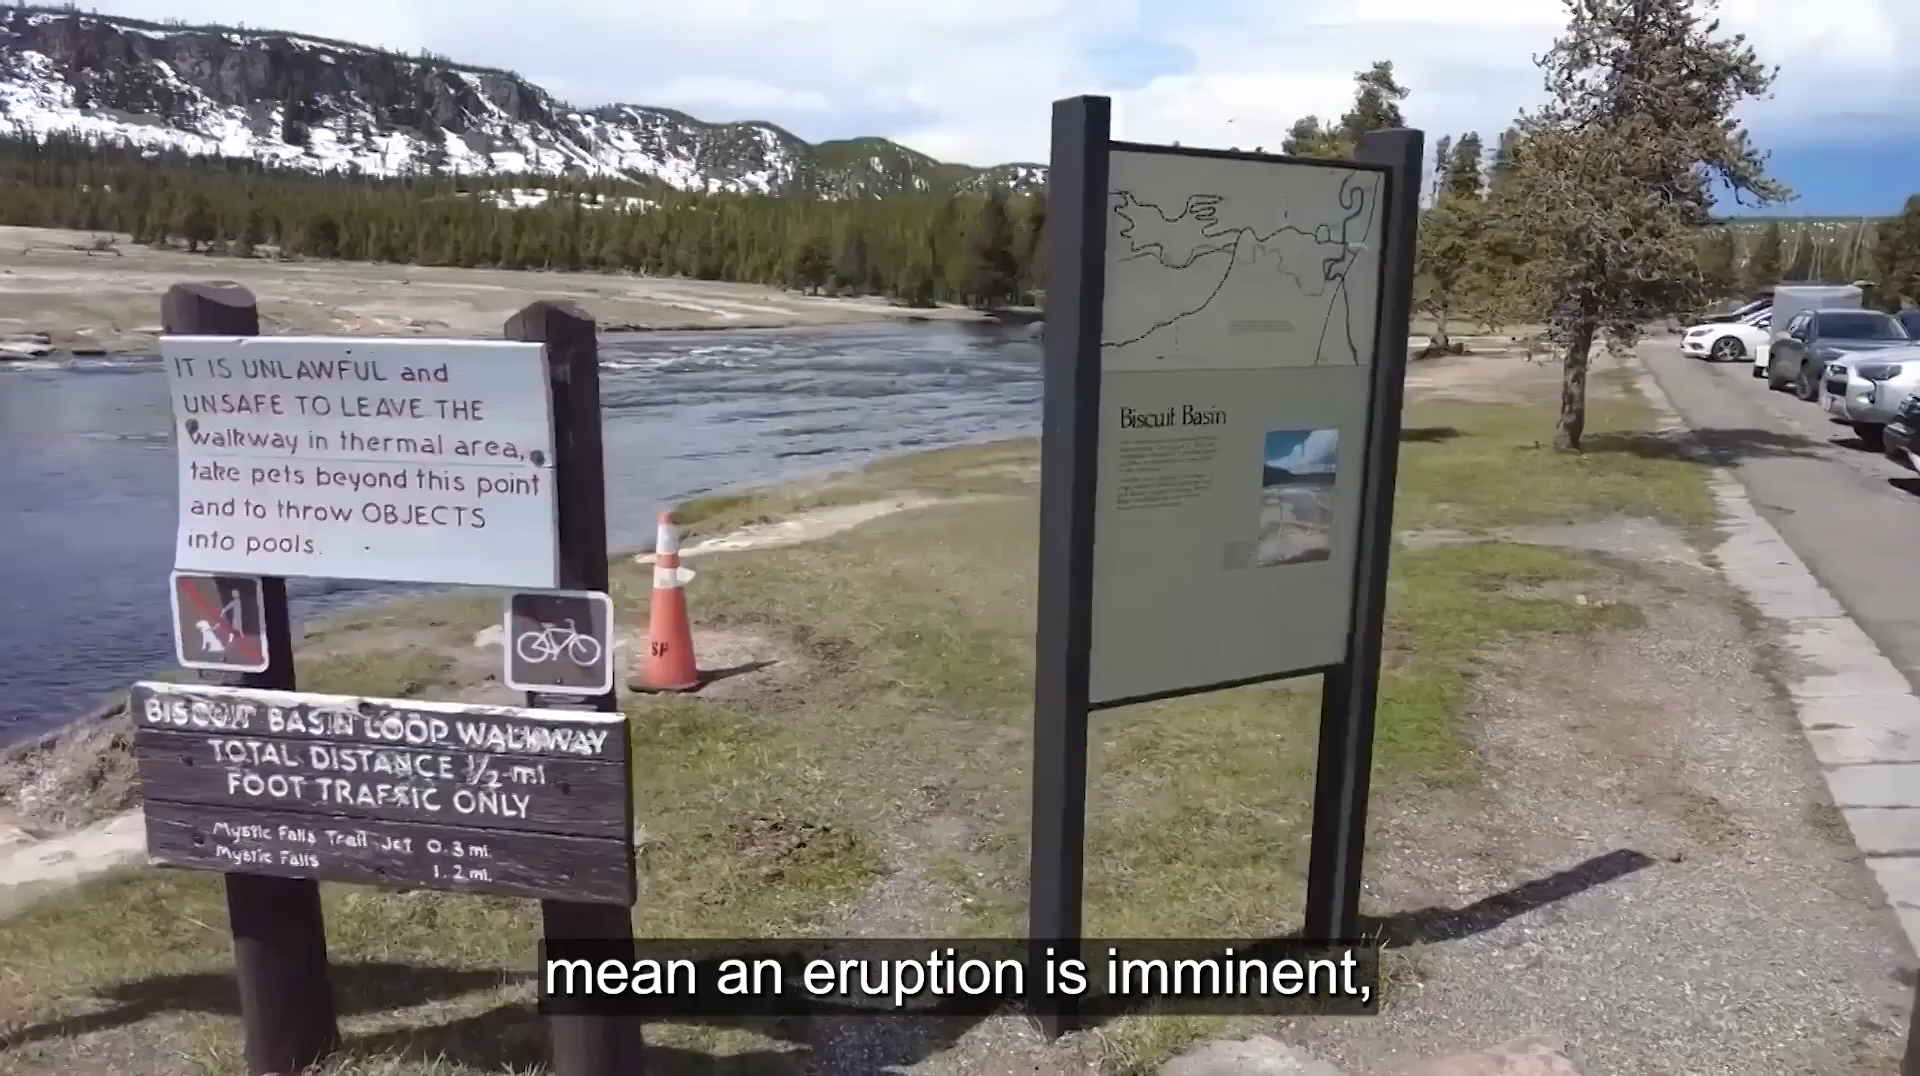 IT IS UNLAWFUL and
UNSAFE TO LEAVE THE
walkway in thermal area,
take pets beyond this point
and to throw OBJECTS
into pools.
BISCUIT BASIN LOOP WALKWAY
TOTAL DISTANCE 1/2 mi
FOOT TRAFFIC ONLY
Mystic Falls Trail Jct 0.3 mi.
Mystic Falls 1.2 mi.
SP
Biscuit Basin
mean an eruption is imminent,